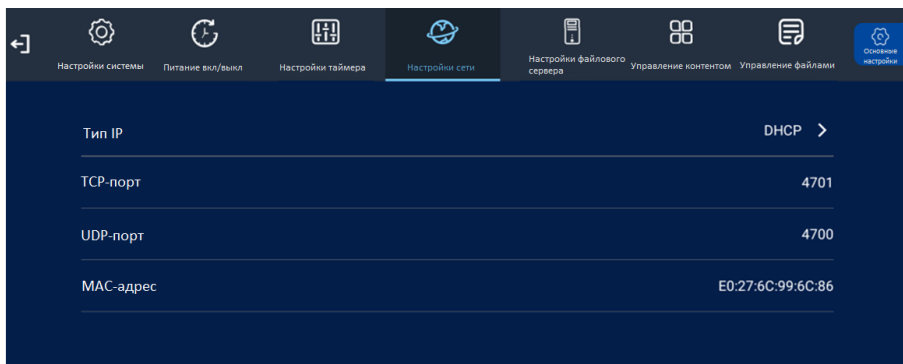 Настройки системы
Питание вкл/выкл
Настройки таймера
Настройки сети
Настройки файлового
сервера
Управление контентом
Управление файлами
Основные
настройки
Тип IP
DHCP
TCP-порт
4701
UDP-порт
4700
МАС-адрес
E0:27:6C:99:6C:86